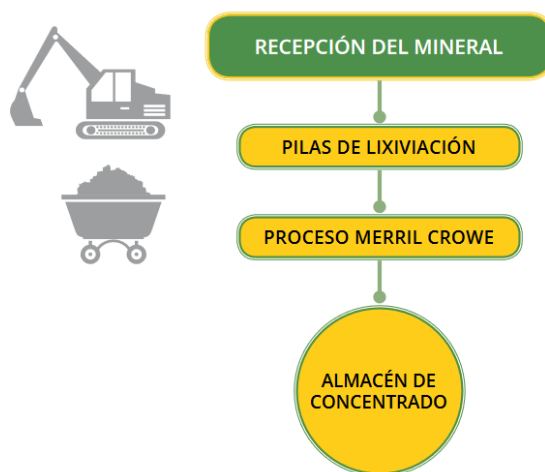 RECEPCIÓN DEL MINERAL
PILAS DE LIXIVIACIÓN
PROCESO MERRIL CROWE
ALMACÉN DE
CONCENTRADO